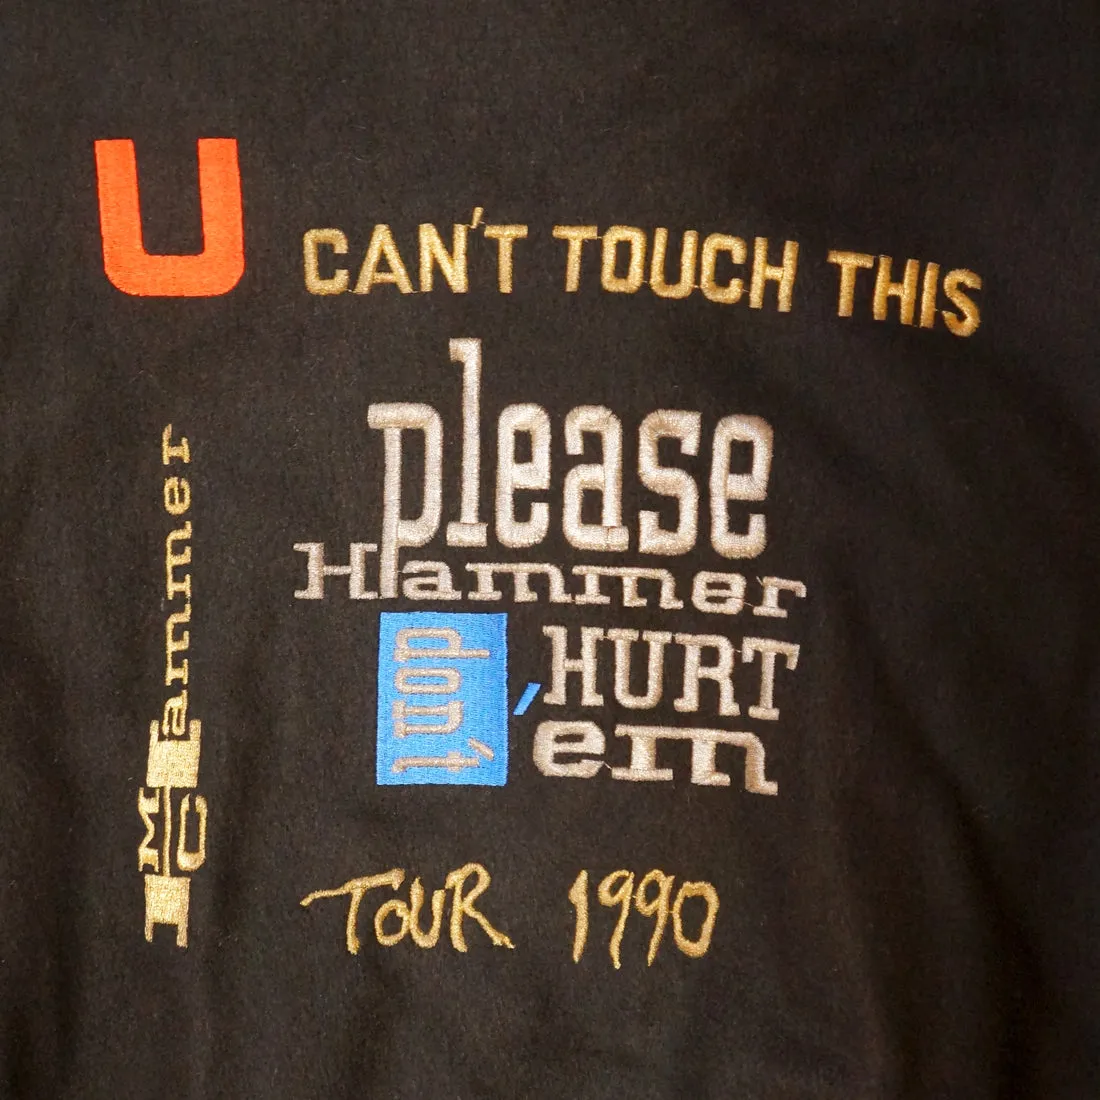 U CAN'T TOUCH THIS
please
Hammer
don't
'HURT
em
TOUR 1990
MC Hammer